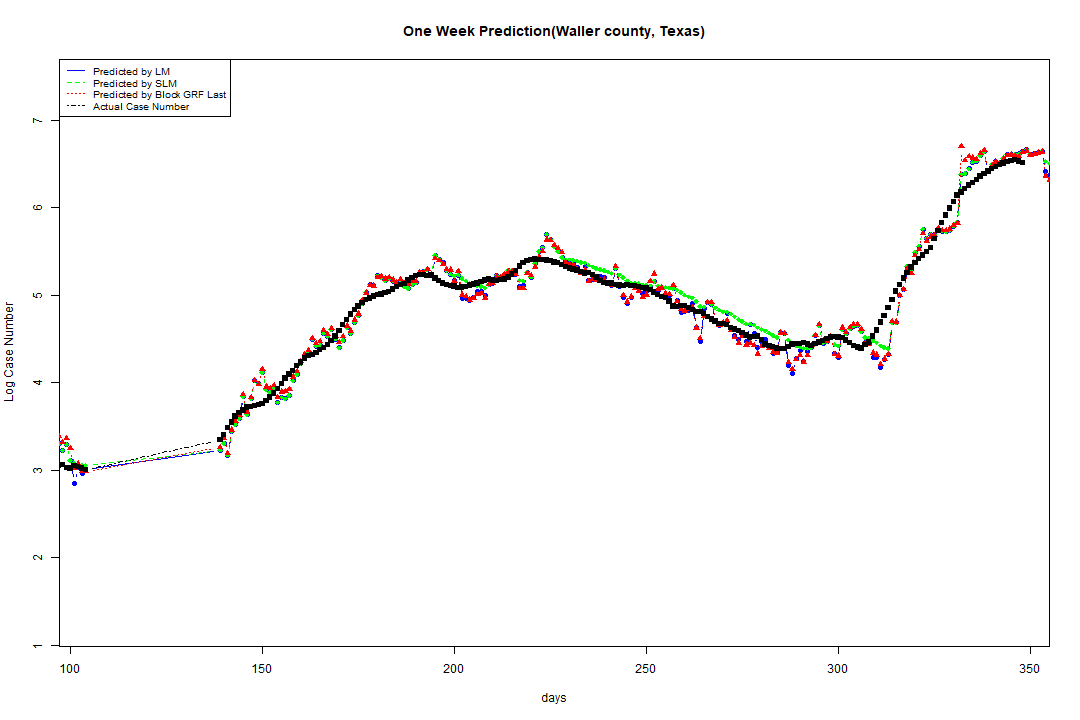 One Week Prediction(Waller county, Texas)
Predicted by LM
Predicted by SLM
Predicted by Block GRF Last
Actual Case Number
7
6
5
4
3
2
1
Log Case Number
100 150 200 250 300 350
days